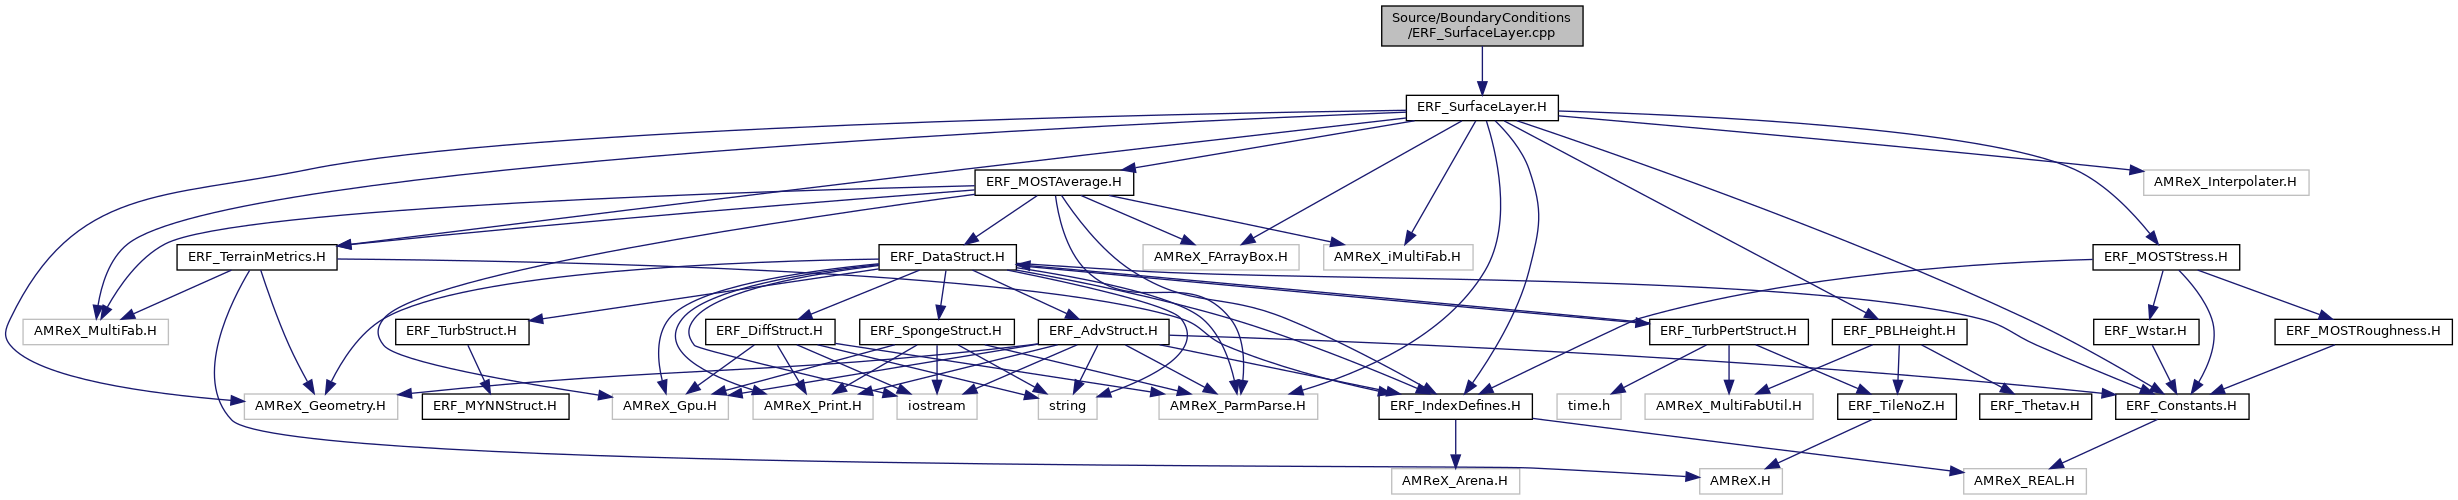 Source/BoundaryConditions
/ERF_SurfaceLayer.cpp
ERF_SurfaceLayer.H
ERF_MOSTAverage.H
AMReX_Interpolater.H
ERF_TerrainMetrics.H
ERF_DataStruct.H
AMReX_FArrayBox.H
AMReX_iMultiFab.H
ERF_MOSTStress.H
AMReX_MultiFab.H
ERF_TurbStruct.H
ERF_DiffStruct.H
ERF_SpongeStruct.H
ERF_AdvStruct.H
ERF_TurbPertStruct.H
ERF_PBLHeight.H
ERF_Wstar.H
ERF_MOSTRoughness.H
AMReX_Geometry.H
ERF_MYNNStruct.H
AMReX_Gpu.H
AMReX_Print.H
iostream
string
AMReX_ParmParse.H
ERF_IndexDefines.H
time.h
AMReX_MultiFabUtil.H
ERF_TileNoZ.H
ERF_Thetav.H
ERF_Constants.H
AMReX_Arena.H
AMReX.H
AMReX_REAL.H